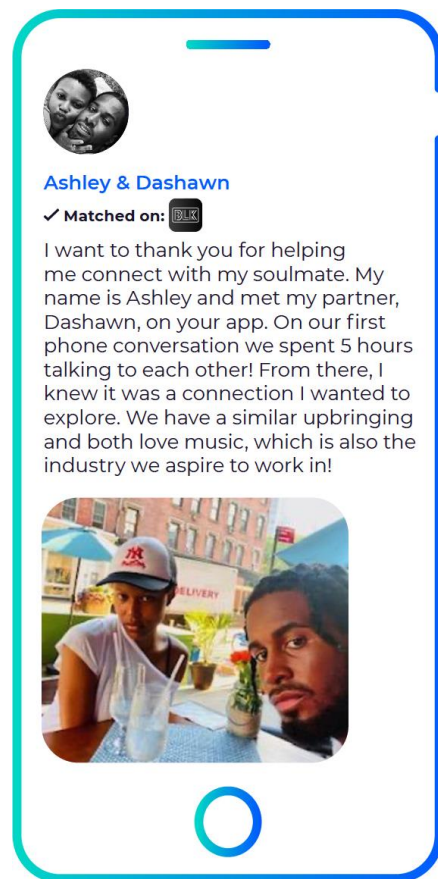 Ashley & Dashawn
Matched on: BLK
I want to thank you for helping
me connect with my soulmate. My
name is Ashley and met my partner,
Dashawn, on your app. On our first
phone conversation we spent 5 hours
talking to each other! From there, I
knew it was a connection I wanted to
explore. We have a similar upbringing
and both love music, which is also the
industry we aspire to work in!
DELIVERY